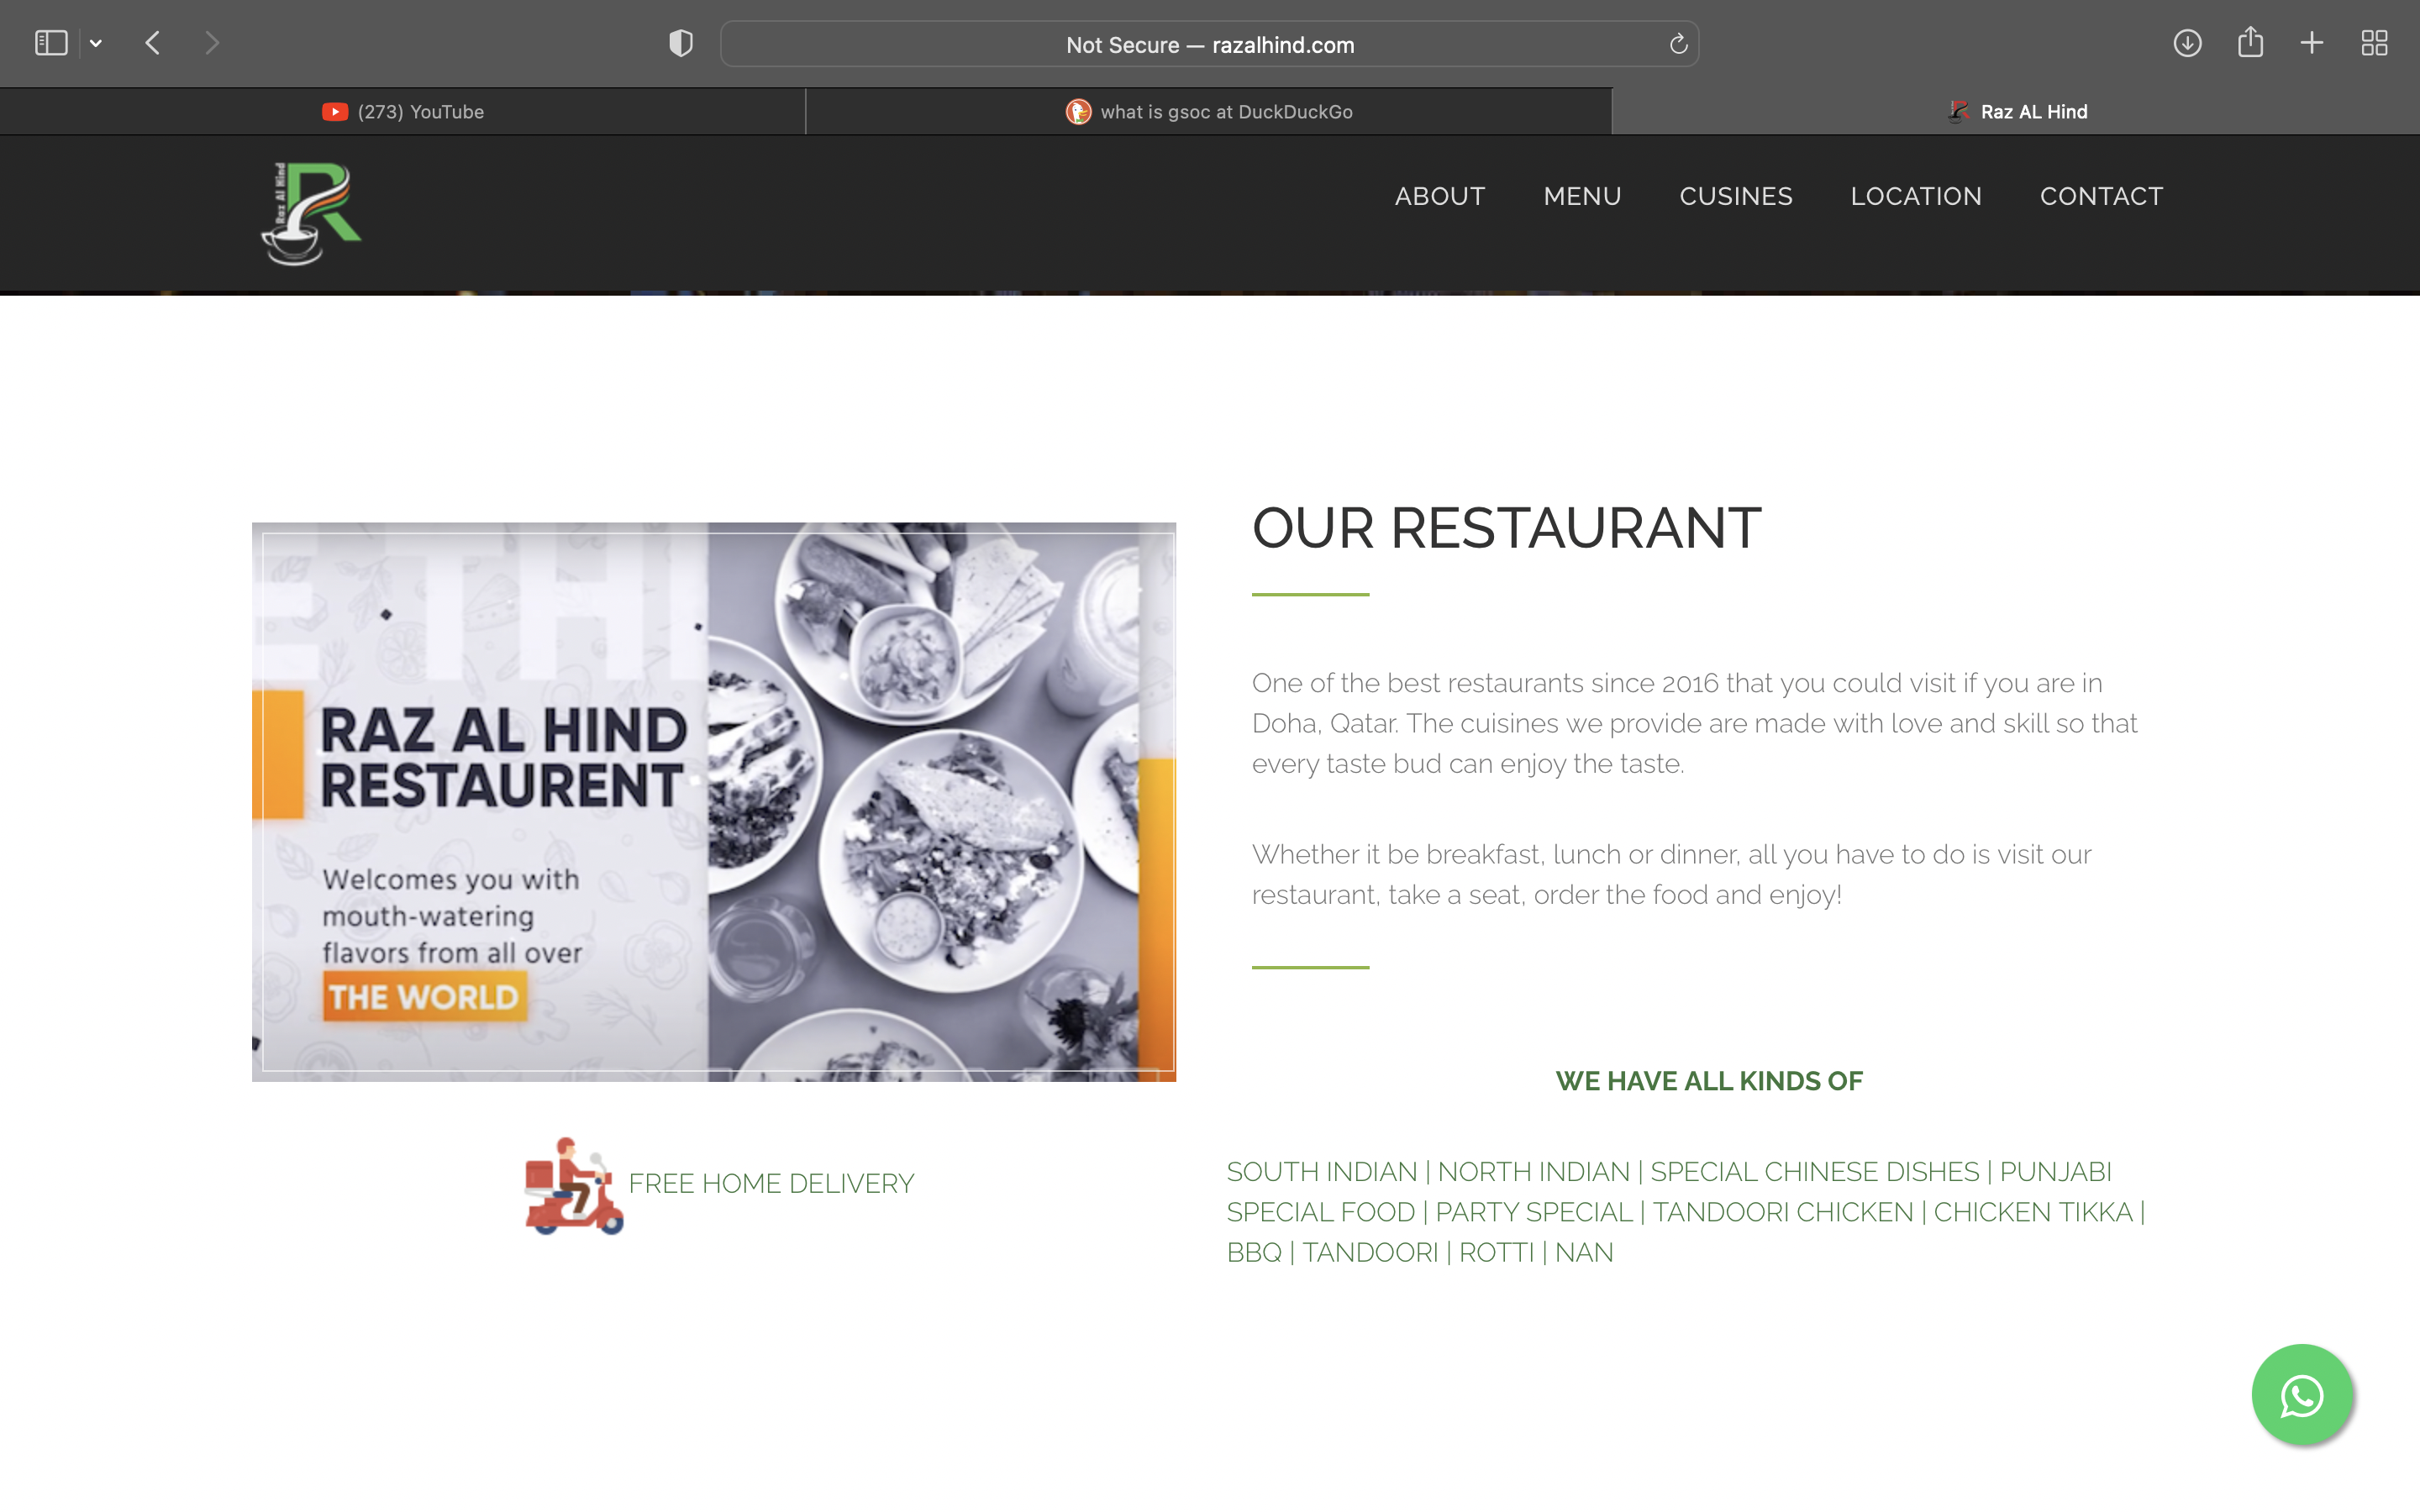 Not Secure — razalhind.com
(273) YouTube
what is gsoc at DuckDuckGo
Raz AL Hind
Raz Al Hind
R
ABOUT
MENU
CUSINES
LOCATION
CONTACT
E THI
RAZ AL HIND
RESTAURENT
Welcomes you with
mouth-watering
flavors from all over
THE WORLD
FREE HOME DELIVERY
OUR RESTAURANT
One of the best restaurants since 2016 that you could visit if you are in
Doha, Qatar. The cuisines we provide are made with love and skill so that
every taste bud can enjoy the taste.
Whether it be breakfast, lunch or dinner, all you have to do is visit our
restaurant, take a seat, order the food and enjoy!
WE HAVE ALL KINDS OF
SOUTH INDIAN | NORTH INDIAN | SPECIAL CHINESE DISHES | PUNJABI
SPECIAL FOOD | PARTY SPECIAL | TANDOORI CHICKEN | CHICKEN TIKKA |
BBQ | TANDOORI | ROTTI | NAN